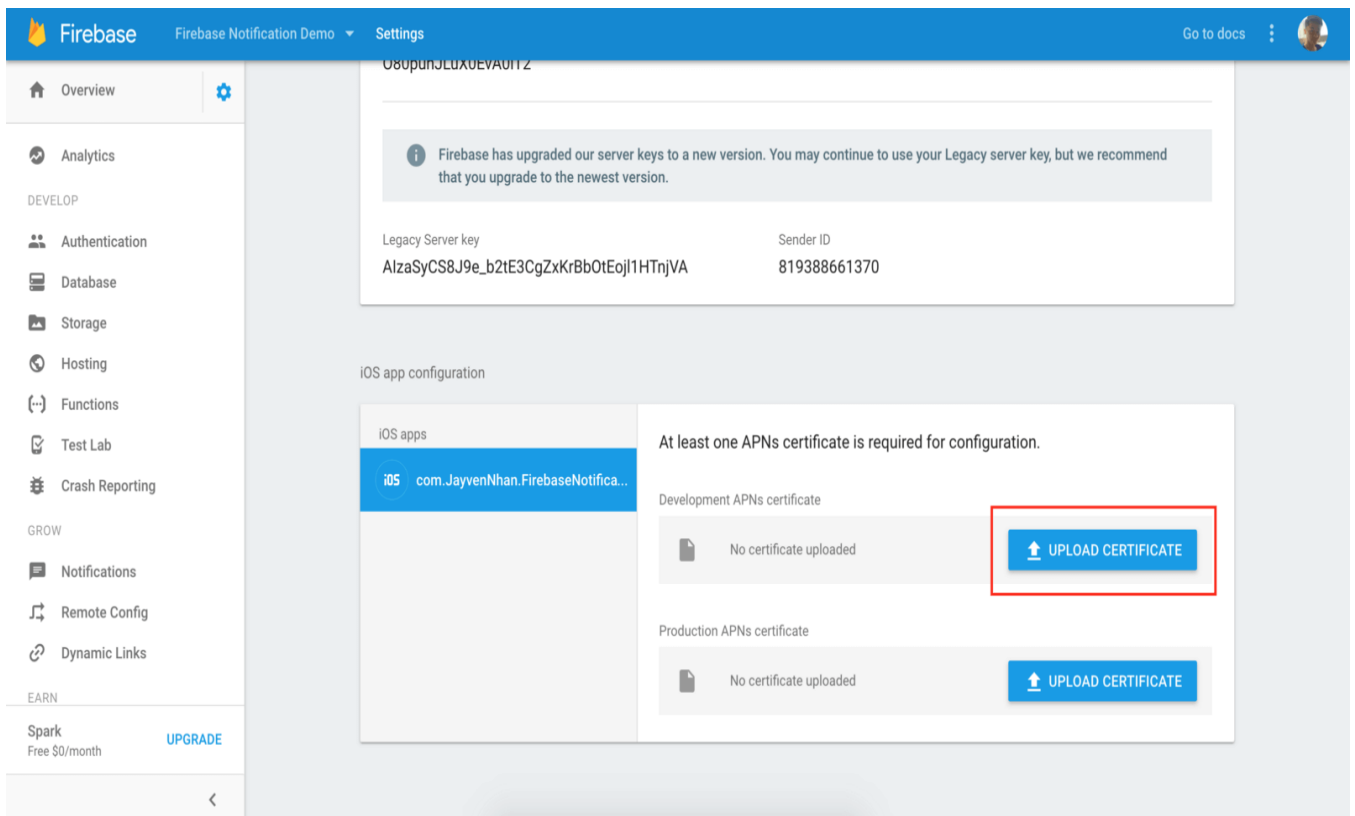 Firebase
Firebase Notification Demo
Settings
Go to docs
Overview
Analytics
DEVELOP
Authentication
Database
Storage
Hosting
Functions
Test Lab
Crash Reporting
GROW
Notifications
Remote Config
Dynamic Links
EARN
Spark
Free $0/month
UPGRADE
Firebase has upgraded our server keys to a new version. You may continue to use your Legacy server key, but we recommend
that you upgrade to the newest version.
Legacy Server key
Sender ID
AIzaSyCS8J9e_b2tE3CgZxKrBbOtEojI1HTnjVA
819388661370
iOS app configuration
iOS apps
iOS com.JayvenNhan.FirebaseNotifica...
At least one APNs certificate is required for configuration.
Development APNs certificate
No certificate uploaded
UPLOAD CERTIFICATE
Production APNs certificate
No certificate uploaded
UPLOAD CERTIFICATE